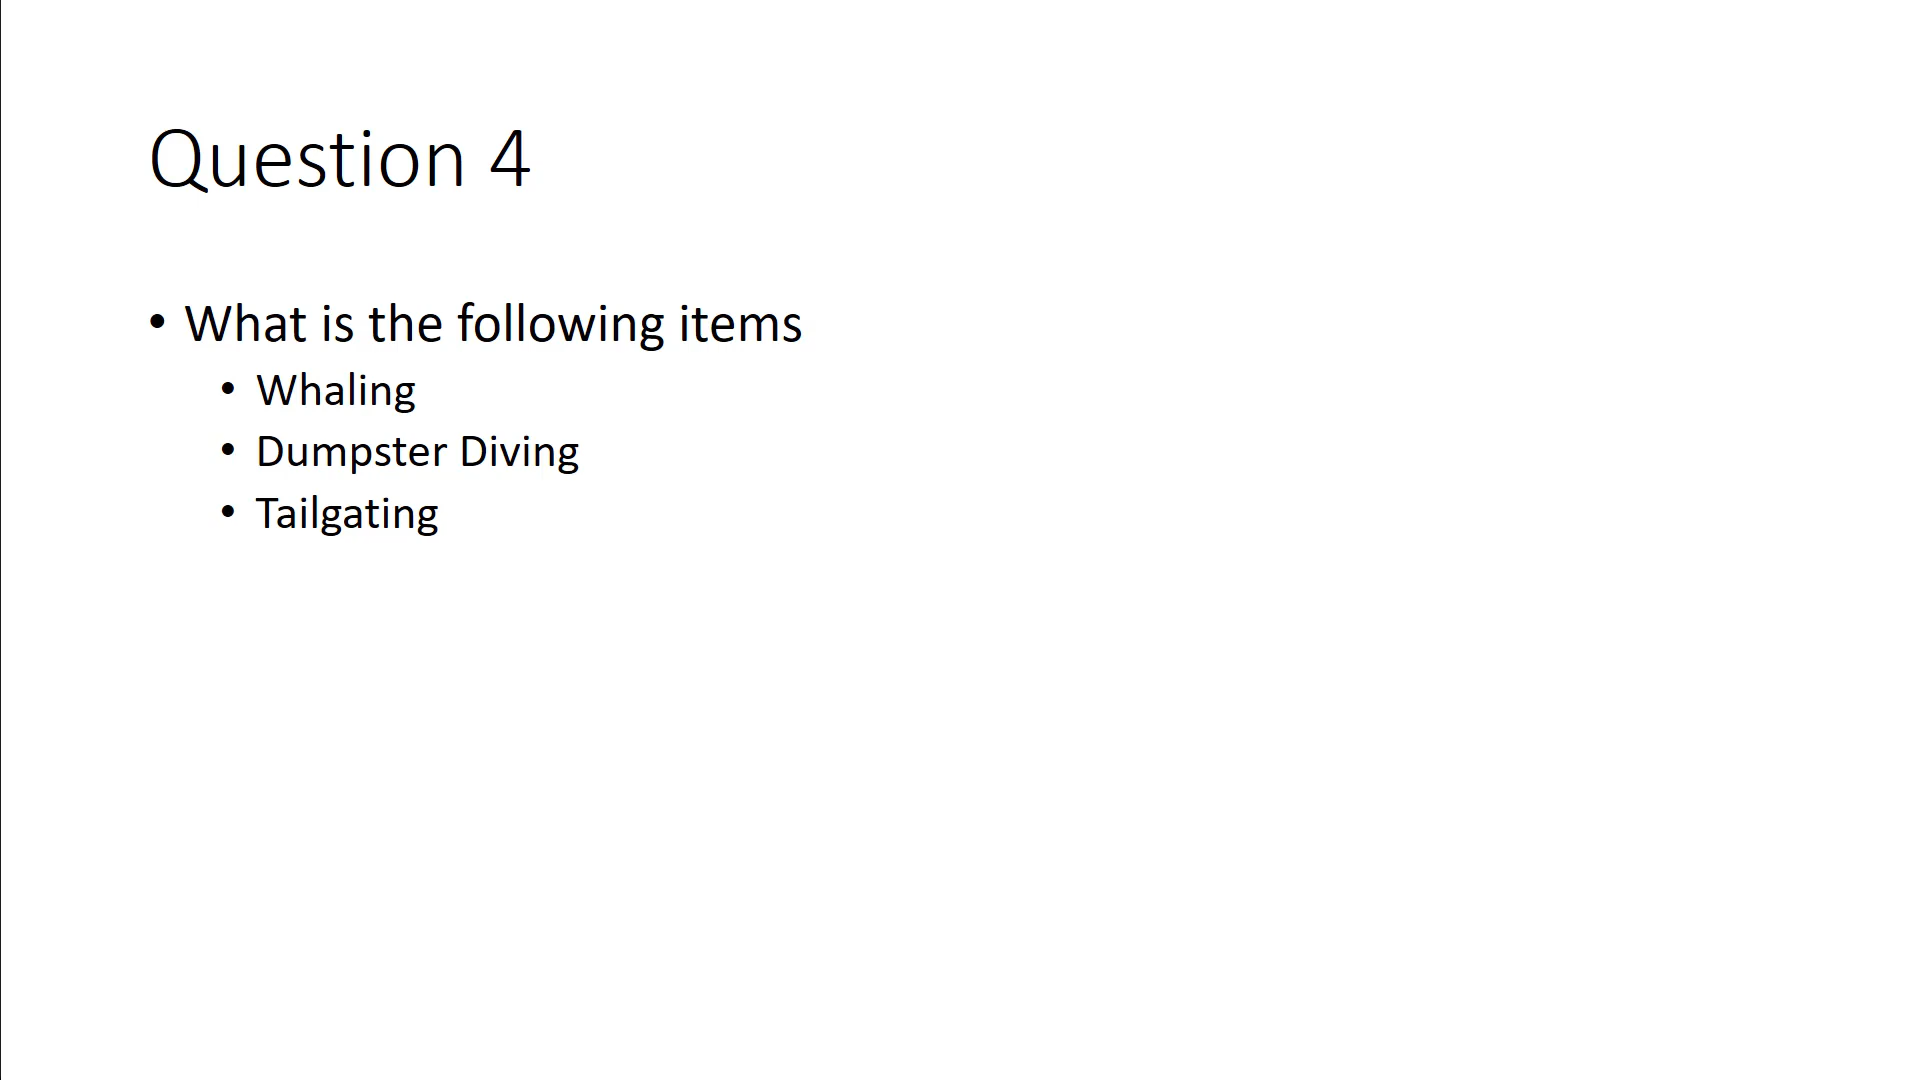 Question 4
• What is the following items
• Whaling
• Dumpster Diving
• Tailgating